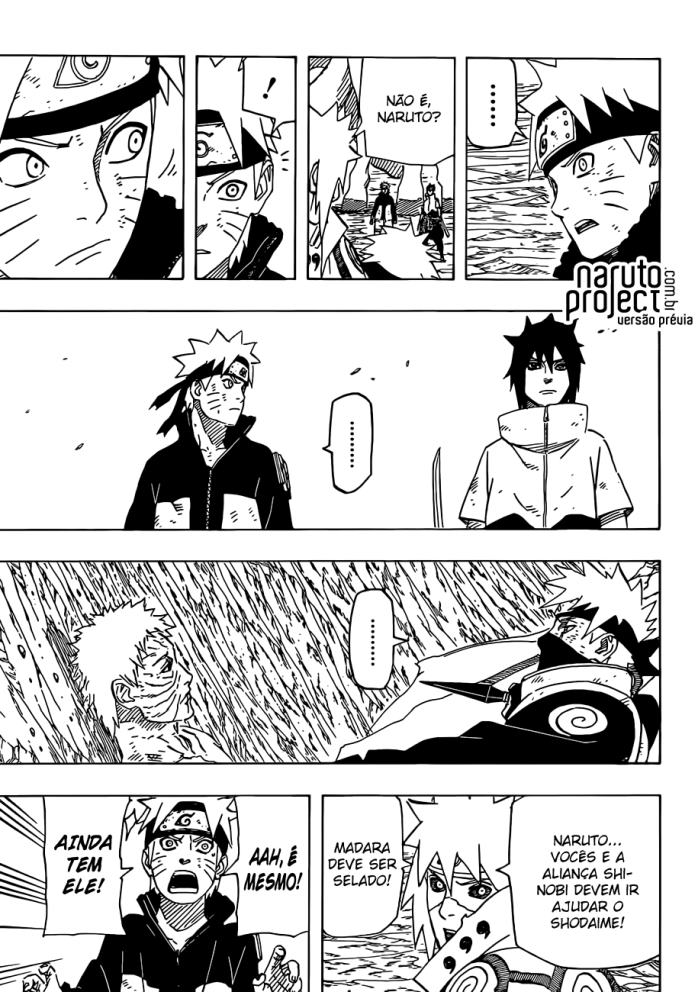 .......
NÃO É,
NARUTO?
!
naruto
project
.com.br
versão prévia
........
........
NARUTO...
VOCÊS E A
ALIANÇA SHI-
NOBI DEVEM IR
AJUDAR O
SHODAIME!
MADARA
DEVE SER
SELADO!
AAH, É
MESMO!
AINDA
TEM
ELE!